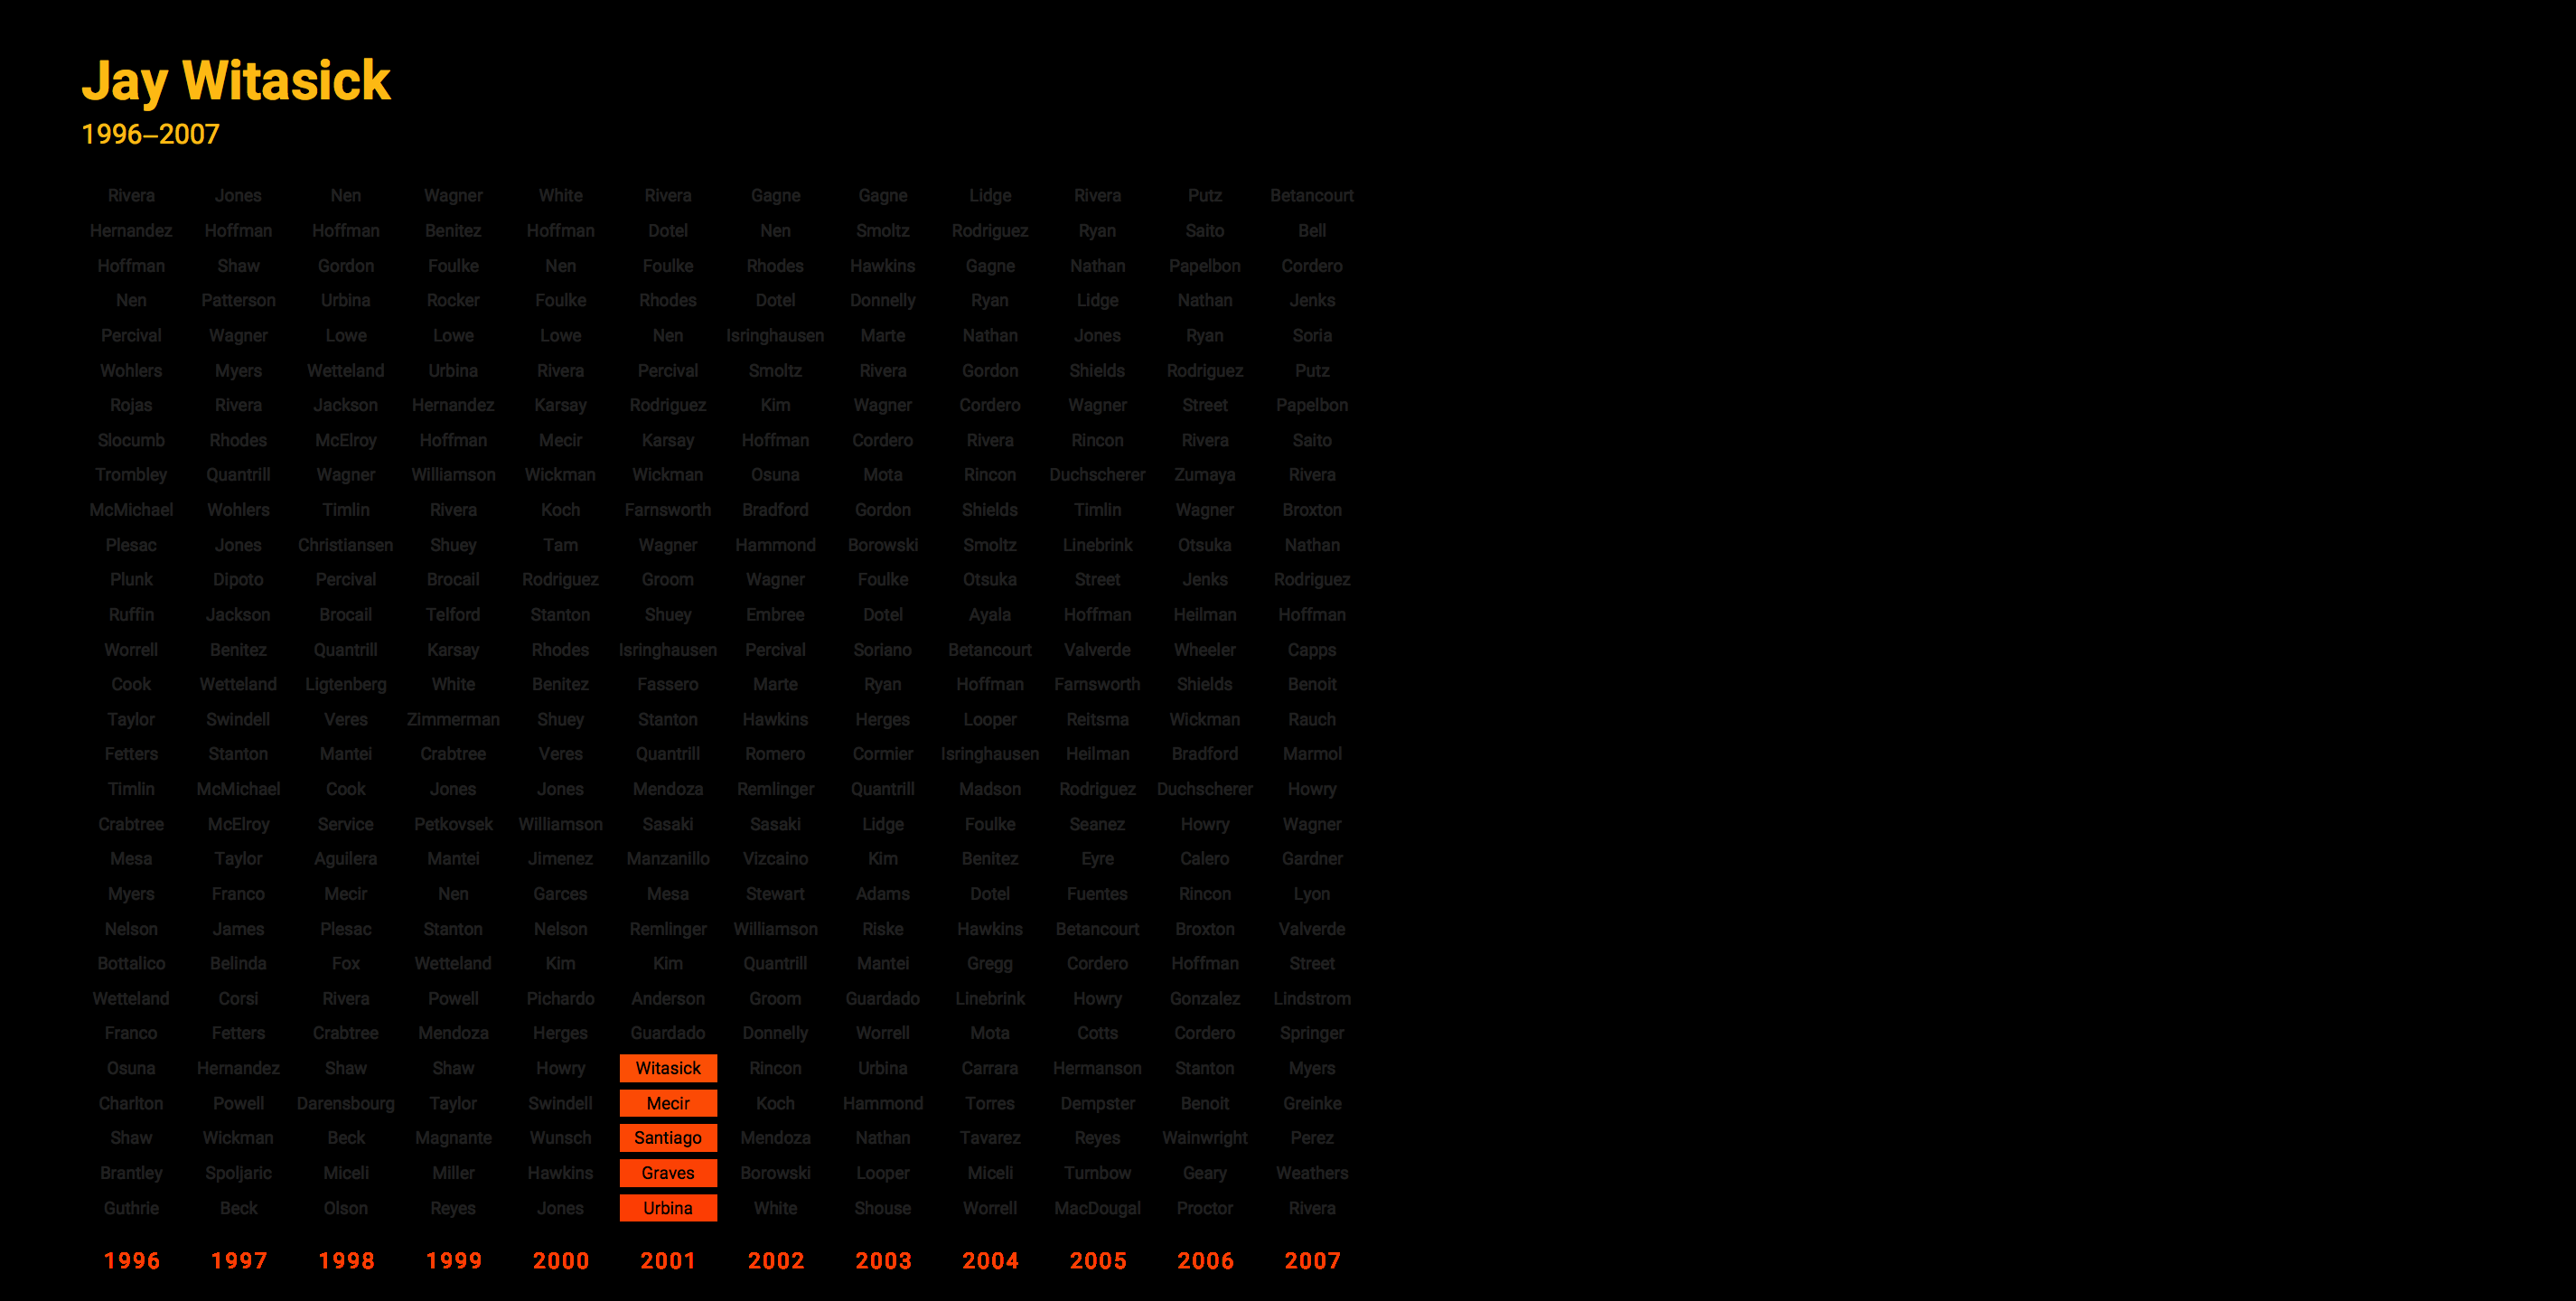 Jay Witasick
1996–2007
Rivera Jones Nen Wagner White Rivera Gagne Gagne Lidge Rivera Putz Betancourt
Hernandez Hoffman Hoffman Benitez Hoffman Dotel Nen Smoltz Rodriguez Ryan Saito Bell
Hoffman Shaw Gordon Foulke Nen Foulke Rhodes Hawkins Gagne Nathan Papelbon Cordero
Nen Patterson Urbina Rocker Foulke Rhodes Dotel Donnelly Ryan Lidge Nathan Jenks
Percival Wagner Lowe Lowe Lowe Nen Isringhausen Marte Nathan Jones Ryan Soria
Wohlers Myers Wetteland Urbina Rivera Percival Smoltz Rivera Gordon Shields Rodriguez Putz
Rojas Rivera Jackson Hernandez Karsay Rodriguez Kim Wagner Cordero Wagner Street Papelbon
Slocumb Rhodes McElroy Hoffman Mecir Karsay Hoffman Cordero Rivera Rincon Rivera Saito
Trombley Quantrill Wagner Williamson Wickman Wickman Osuna Mota Rincon Duchscherer Zumaya Rivera
McMichael Wohlers Timlin Rivera Koch Farnsworth Bradford Gordon Shields Timlin Wagner Broxton
Plesac Jones Christiansen Shuey Tam Wagner Hammond Borowski Smoltz Linebrink Otsuka Nathan
Plunk Dipoto Percival Brocail Rodriguez Groom Wagner Foulke Otsuka Street Jenks Rodriguez
Ruffin Jackson Brocail Telford Stanton Shuey Embree Dotel Ayala Hoffman Heilman Hoffman
Worrell Benitez Quantrill Karsay Rhodes Isringhausen Percival Soriano Betancourt Valverde Wheeler Capps
Cook Wetteland Ligtenberg White Benitez Fassero Marte Ryan Hoffman Farnsworth Shields Benoit
Taylor Swindell Veres Zimmerman Shuey Stanton Hawkins Herges Looper Reitsma Wickman Rauch
Fetters Stanton Mantei Crabtree Veres Quantrill Romero Cormier Isringhausen Heilman Bradford Marmol
Timlin McMichael Cook Jones Jones Mendoza Remlinger Quantrill Madson Rodriguez Duchscherer Howry
Crabtree McElroy Service Petkovsek Williamson Sasaki Sasaki Lidge Foulke Seanez Howry Wagner
Mesa Taylor Aguilera Mantei Jimenez Manzanillo Vizcaino Kim Benitez Eyre Calero Gardner
Myers Franco Mecir Nen Garces Mesa Stewart Adams Dotel Fuentes Rincon Lyon
Nelson James Plesac Stanton Nelson Remlinger Williamson Riske Hawkins Betancourt Broxton Valverde
Bottalico Belinda Fox Wetteland Kim Kim Quantrill Mantei Gregg Cordero Hoffman Street
Wetteland Corsi Rivera Powell Pichardo Anderson Groom Guardado Linebrink Howry Gonzalez Lindstrom
Franco Fetters Crabtree Mendoza Herges Guardado Donnelly Worrell Mota Cotts Cordero Springer
Osuna Hernandez Shaw Shaw Howry Witasick Rincon Urbina Carrara Hermanson Stanton Myers
Charlton Powell Darensbourg Taylor Swindell Mecir Koch Hammond Torres Dempster Benoit Greinke
Shaw Wickman Beck Magnante Wunsch Santiago Mendoza Nathan Tavarez Reyes Wainwright Perez
Brantley Spoljaric Miceli Miller Hawkins Graves Borowski Looper Miceli Turnbow Geary Weathers
Guthrie Beck Olson Reyes Jones Urbina White Shouse Worrell MacDougal Proctor Rivera
1996 1997 1998 1999 2000 2001 2002 2003 2004 2005 2006 2007